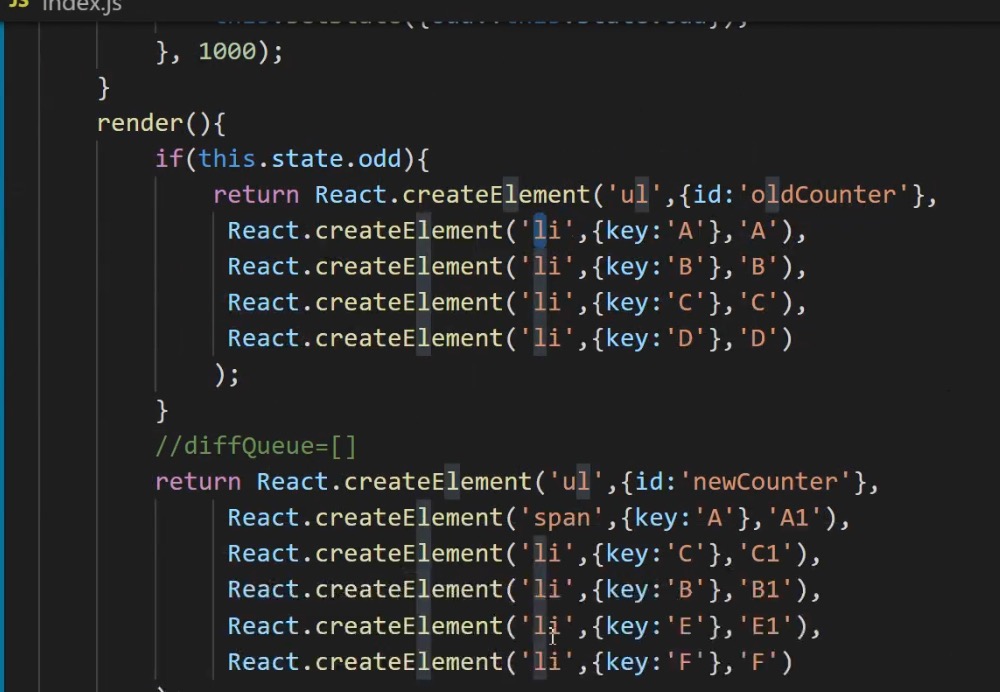 JS index.js
}, 1000);
}
render(){
if(this.state.odd){
return React.createElement('ul',{id:'oldCounter'},
React.createElement('li',{key:'A'},'A'),
React.createElement('li',{key:'B'},'B'),
React.createElement('li',{key:'C'},'C'),
React.createElement('li',{key:'D'},'D')
);
}
//diffQueue=[]
return React.createElement('ul',{id:'newCounter'},
React.createElement('span',{key:'A'},'A1'),
React.createElement('li',{key:'C'},'C1'),
React.createElement('li',{key:'B'},'B1'),
React.createElement('li',{key:'E'},'E1'),
React.createElement('li',{key:'F'},'F')